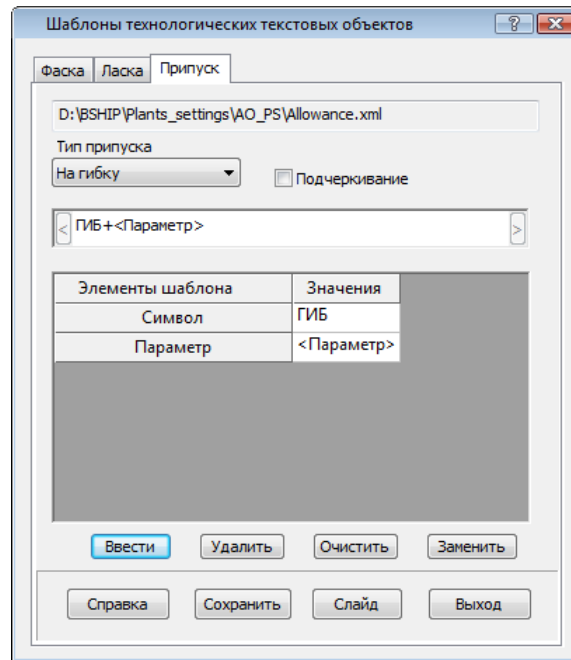 Шаблоны технологических текстовых объектов
Фаска Ласка Припуск
D:\BSHIP\Plants_settings\AO_PS\Allowance.xml
Тип припуска
На гибку
Подчеркивание
< ГИБ+<Параметр> >
Элементы шаблона Значения
Символ ГИБ
Параметр <Параметр>
Ввести Удалить Очистить Заменить
Справка Сохранить Слайд Выход